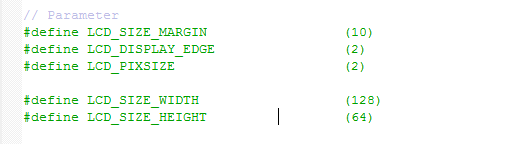 // Parameter
#define LCD_SIZE_MARGIN (10)
#define LCD_DISPLAY_EDGE (2)
#define LCD_PIXSIZE (2)
#define LCD_SIZE_WIDTH (128)
#define LCD_SIZE_HEIGHT (64)